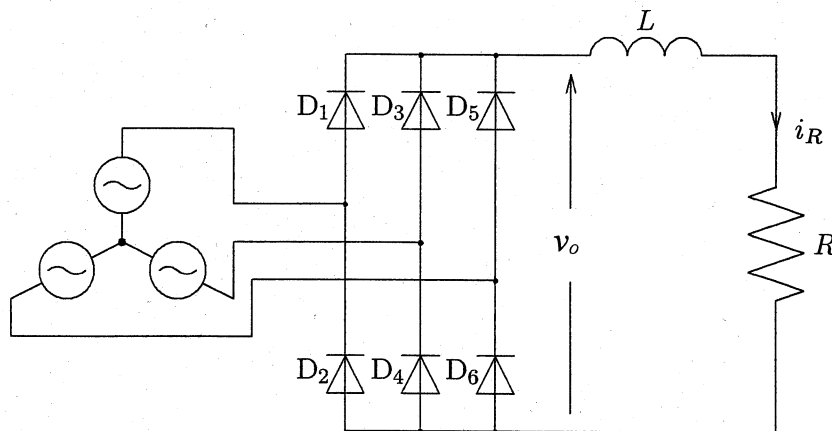 L
D₁ D₃ D₅
i_R
v_o
R
D₂ D₄ D₆